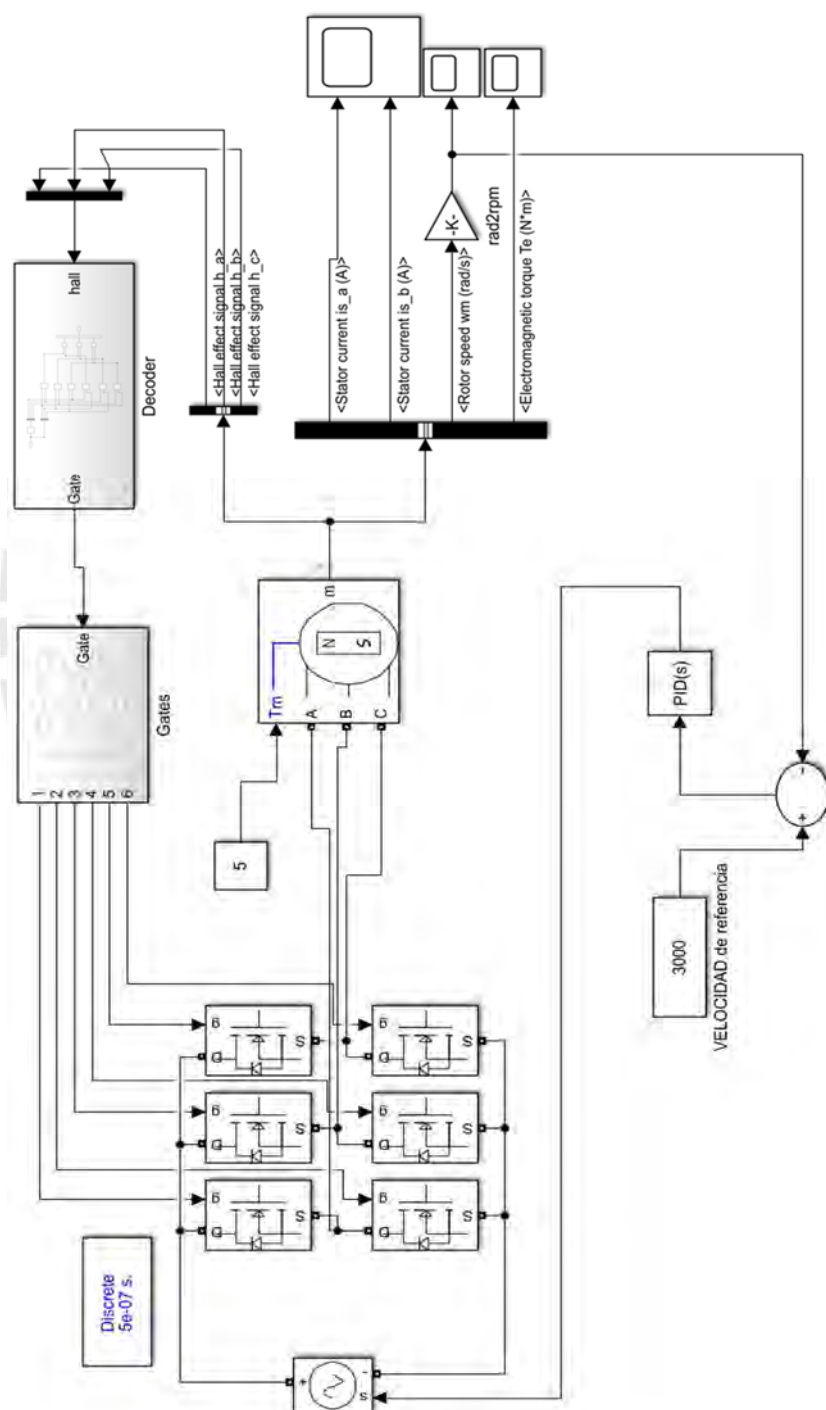 Discrete
5e-07 s.
s
+
-
g
D
S
g
D
S
g
D
S
g
D
S
g
D
S
g
D
S
1
2
3
4
5
6
Gate
Gates
Gate
hall
Decoder
5
Tm
A
B
C
N
S
m
<Hall effect signal h_a>
<Hall effect signal h_b>
<Hall effect signal h_c>
<Stator current is_a (A)>
<Stator current is_b (A)>
<Rotor speed wm (rad/s)>
<Electromagnetic torque Te (N*m)>
-K-
rad2rpm
3000
VELOCIDAD de referencia
+
-
PID(s)